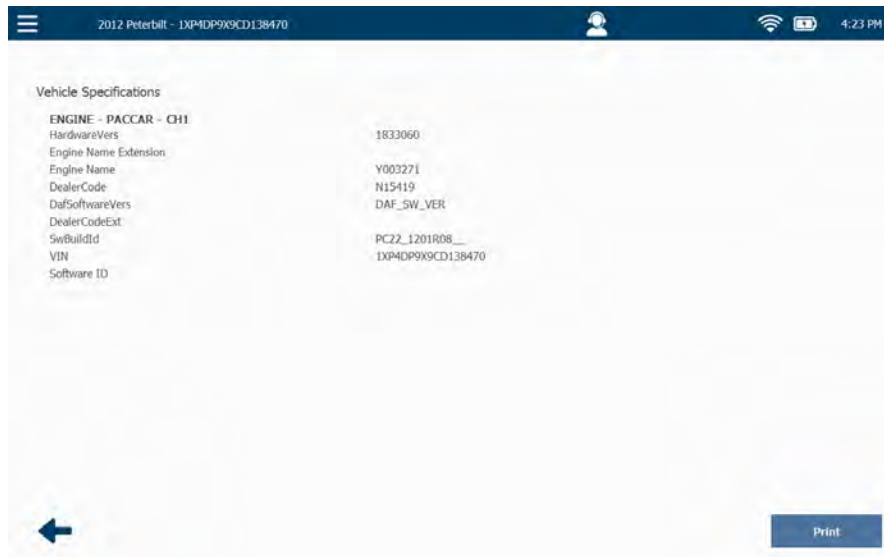 2012 Peterbilt - 1XP4DP9X9CD138470 4:23 PM
Vehicle Specifications
ENGINE - PACCAR - CH1
HardwareVers 1833060
Engine Name Extension
Engine Name Y003271
DealerCode N15419
DafSoftwareVers DAF_SW_VER
DealerCodeExt
SwBuildId PC22_1201R08__
VIN 1XP4DP9X9CD138470
Software ID
Print